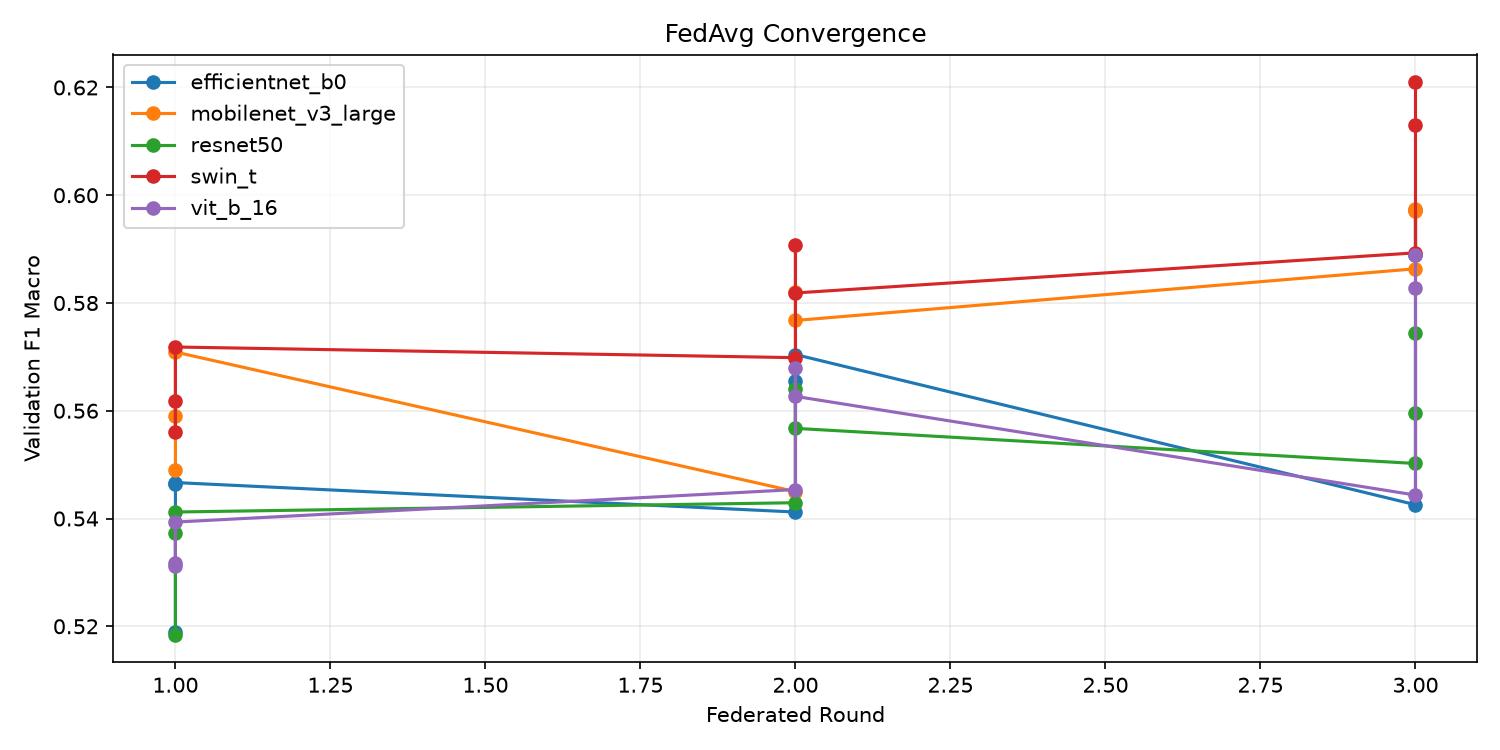 FedAvg Convergence
efficientnet_b0
mobilenet_v3_large
resnet50
swin_t
vit_b_16
Validation F1 Macro
0.62
0.60
0.58
0.56
0.54
0.52
1.00 1.25 1.50 1.75 2.00 2.25 2.50 2.75 3.00
Federated Round